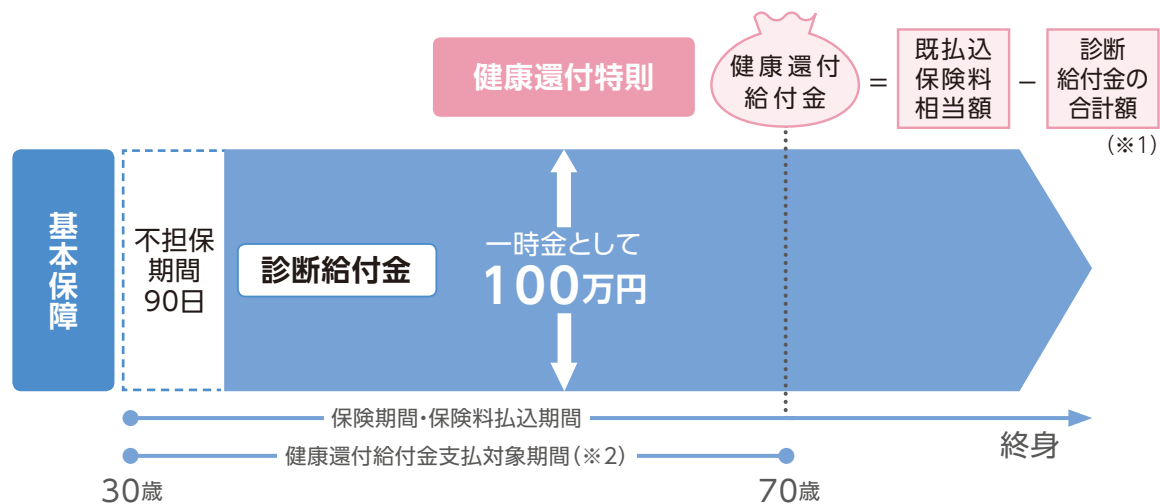 健康還付特則
健康還付
給付金
=
既払込
保険料
相当額
−
診断
給付金の
合計額
(※1)
基本保障
不担保
期間
90日
診断給付金
一時金として
100万円
保険期間・保険料払込期間
終身
健康還付給付金支払対象期間(※2)
30歳
70歳